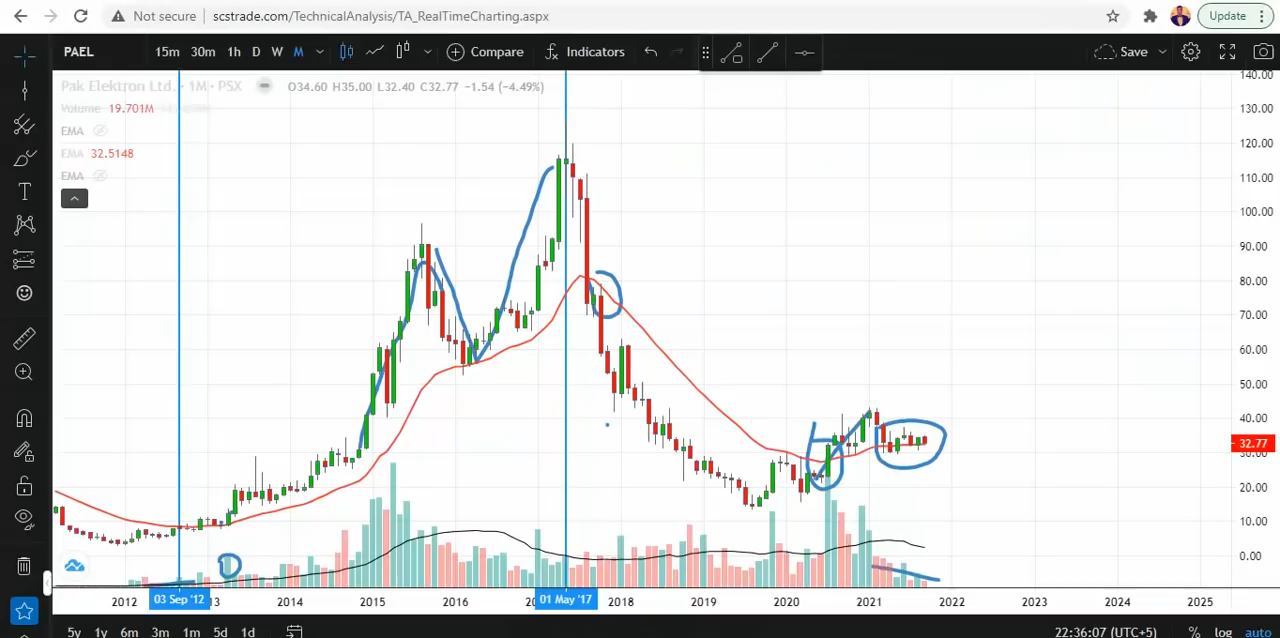 Not secure scstrade.com/TechnicalAnalysis/TA_RealTimeCharting.aspx Update
PAEL 15m 30m 1h D W M Compare Indicators Save
Pak Elektron Ltd. · 1M · PSX O34.60 H35.00 L32.40 C32.77 −1.54 (−4.49%)
Volume 19.701M
EMA
EMA 32.5148
EMA
140.00
130.00
120.00
110.00
100.00
90.00
80.00
70.00
60.00
50.00
40.00
32.77
30.00
20.00
10.00
0.00
2012 03 Sep '12 13 2014 2015 2016 01 May '17 2018 2019 2020 2021 2022 2023 2024 2025
5y 1y 6m 3m 1m 5d 1d 22:36:07 (UTC+5) % log auto